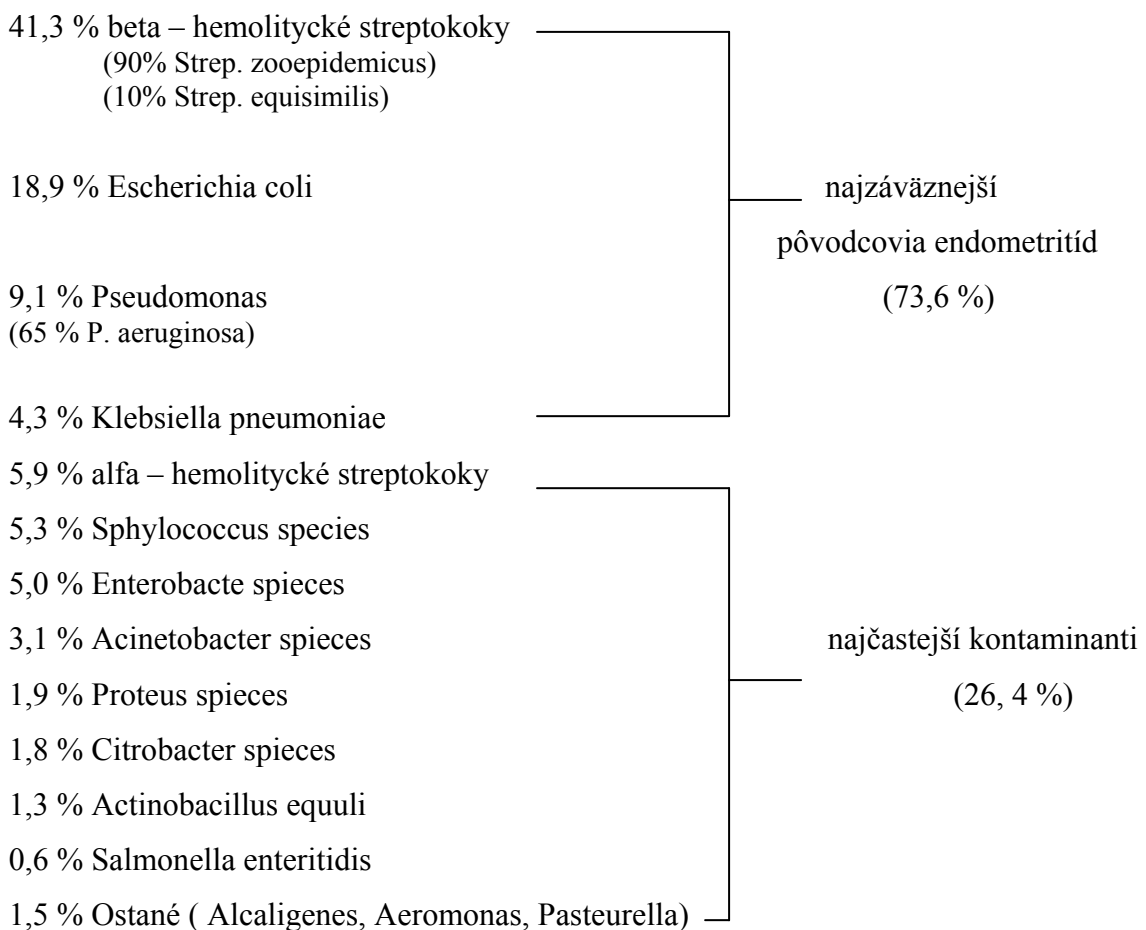 41,3 % beta – hemolitycké streptokoky
(90% Strep. zooepidemicus)
(10% Strep. equisimilis)
18,9 % Escherichia coli
najzáväznejší
pôvodcovia endometritíd
9,1 % Pseudomonas
(73,6 %)
(65 % P. aeruginosa)
4,3 % Klebsiella pneumoniae
5,9 % alfa – hemolitycké streptokoky
5,3 % Sphylococcus species
5,0 % Enterobacte spieces
3,1 % Acinetobacter spieces
najčastejší kontaminanti
1,9 % Proteus spieces
(26, 4 %)
1,8 % Citrobacter spieces
1,3 % Actinobacillus equuli
0,6 % Salmonella enteritidis
1,5 % Ostané ( Alcaligenes, Aeromonas, Pasteurella)